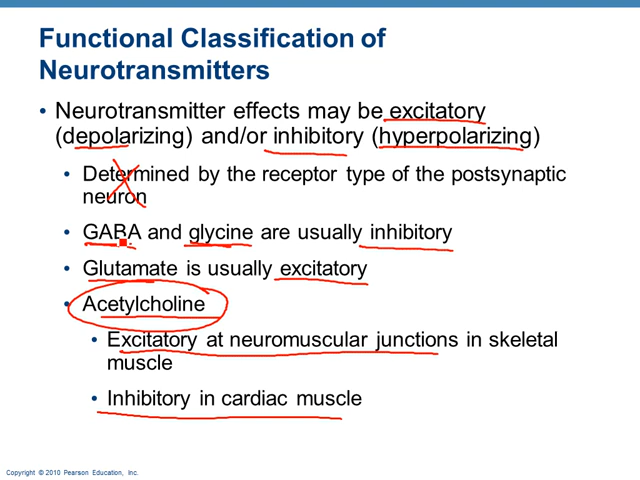 Functional Classification of
Neurotransmitters
• Neurotransmitter effects may be excitatory
(depolarizing) and/or inhibitory (hyperpolarizing)
• Determined by the receptor type of the postsynaptic
neuron
• GABA and glycine are usually inhibitory
• Glutamate is usually excitatory
• Acetylcholine
• Excitatory at neuromuscular junctions in skeletal
muscle
• Inhibitory in cardiac muscle
Copyright © 2010 Pearson Education, Inc.